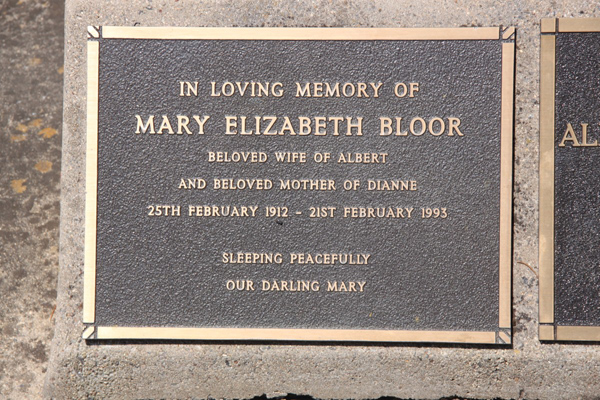 IN LOVING MEMORY OF
MARY ELIZABETH BLOOR
BELOVED WIFE OF ALBERT
AND BELOVED MOTHER OF DIANNE
25TH FEBRUARY 1912 - 21ST FEBRUARY 1993
SLEEPING PEACEFULLY
OUR DARLING MARY